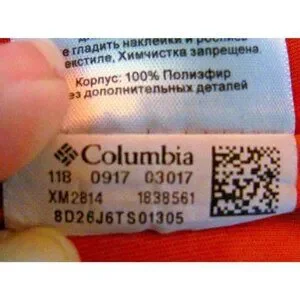 не гладить наклейки и роспись
текстиле. Химчистка запрещена.
Корпус: 100% Полиэфир
без дополнительных деталей
Columbia
118 0917 03017
XM2814 1838561
8D26J6TS01305